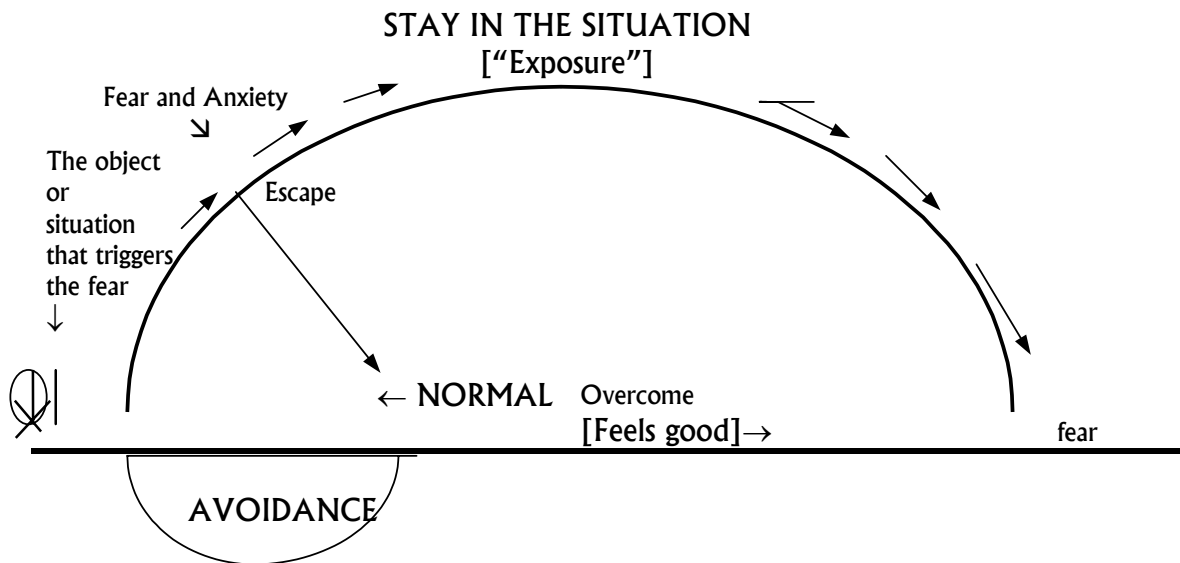 STAY IN THE SITUATION
[“Exposure”]
Fear and Anxiety
↘
The object
or
situation
that triggers
the fear
↓
Escape
← NORMAL Overcome
[Feels good]→ fear
AVOIDANCE